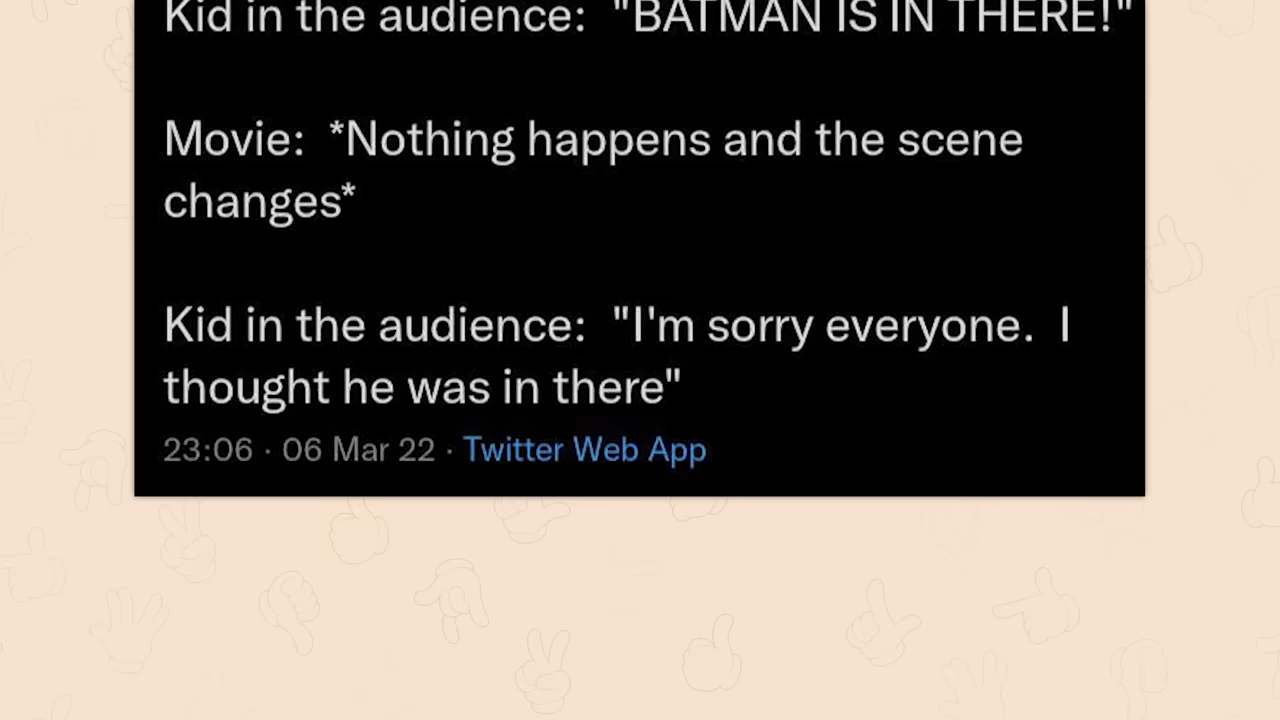 Kid in the audience:  "BATMAN IS IN THERE!"
Movie:  *Nothing happens and the scene
changes*
Kid in the audience:  "I'm sorry everyone.  I
thought he was in there"
23:06 · 06 Mar 22 · Twitter Web App